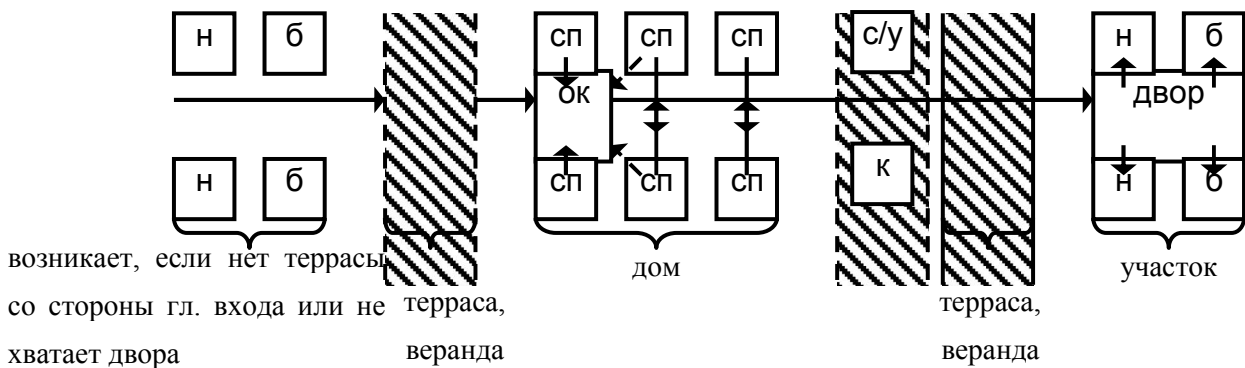 н б сп сп сп с/у н б
ок двор
н б сп сп сп к н б
возникает, если нет террасы
со стороны гл. входа или не
хватает двора
терраса,
веранда
дом
терраса,
веранда
участок